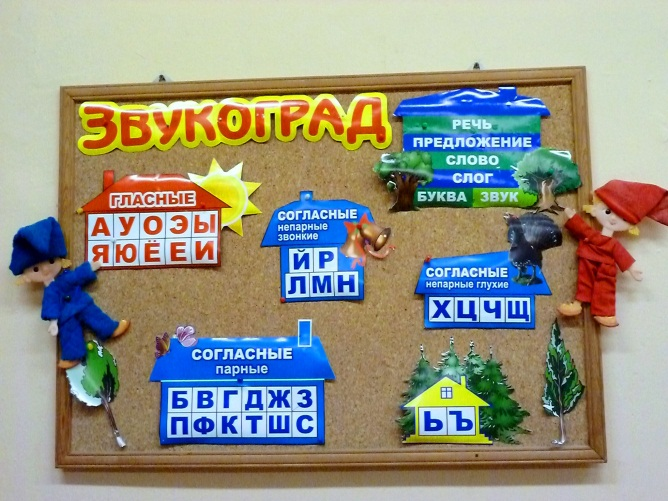 ЗВУКОГРАД
РЕЧЬ
ПРЕДЛОЖЕНИЕ
СЛОВО
СЛОГ
БУКВА ЗВУК
ГЛАСНЫЕ
АУОЭЫ
ЯЮЁЕИ
СОГЛАСНЫЕ
непарные
звонкие
ЙР
ЛМН
СОГЛАСНЫЕ
непарные глухие
ХЦЧЩ
СОГЛАСНЫЕ
парные
БВГДЖЗ
ПФКТШС
ЬЪ